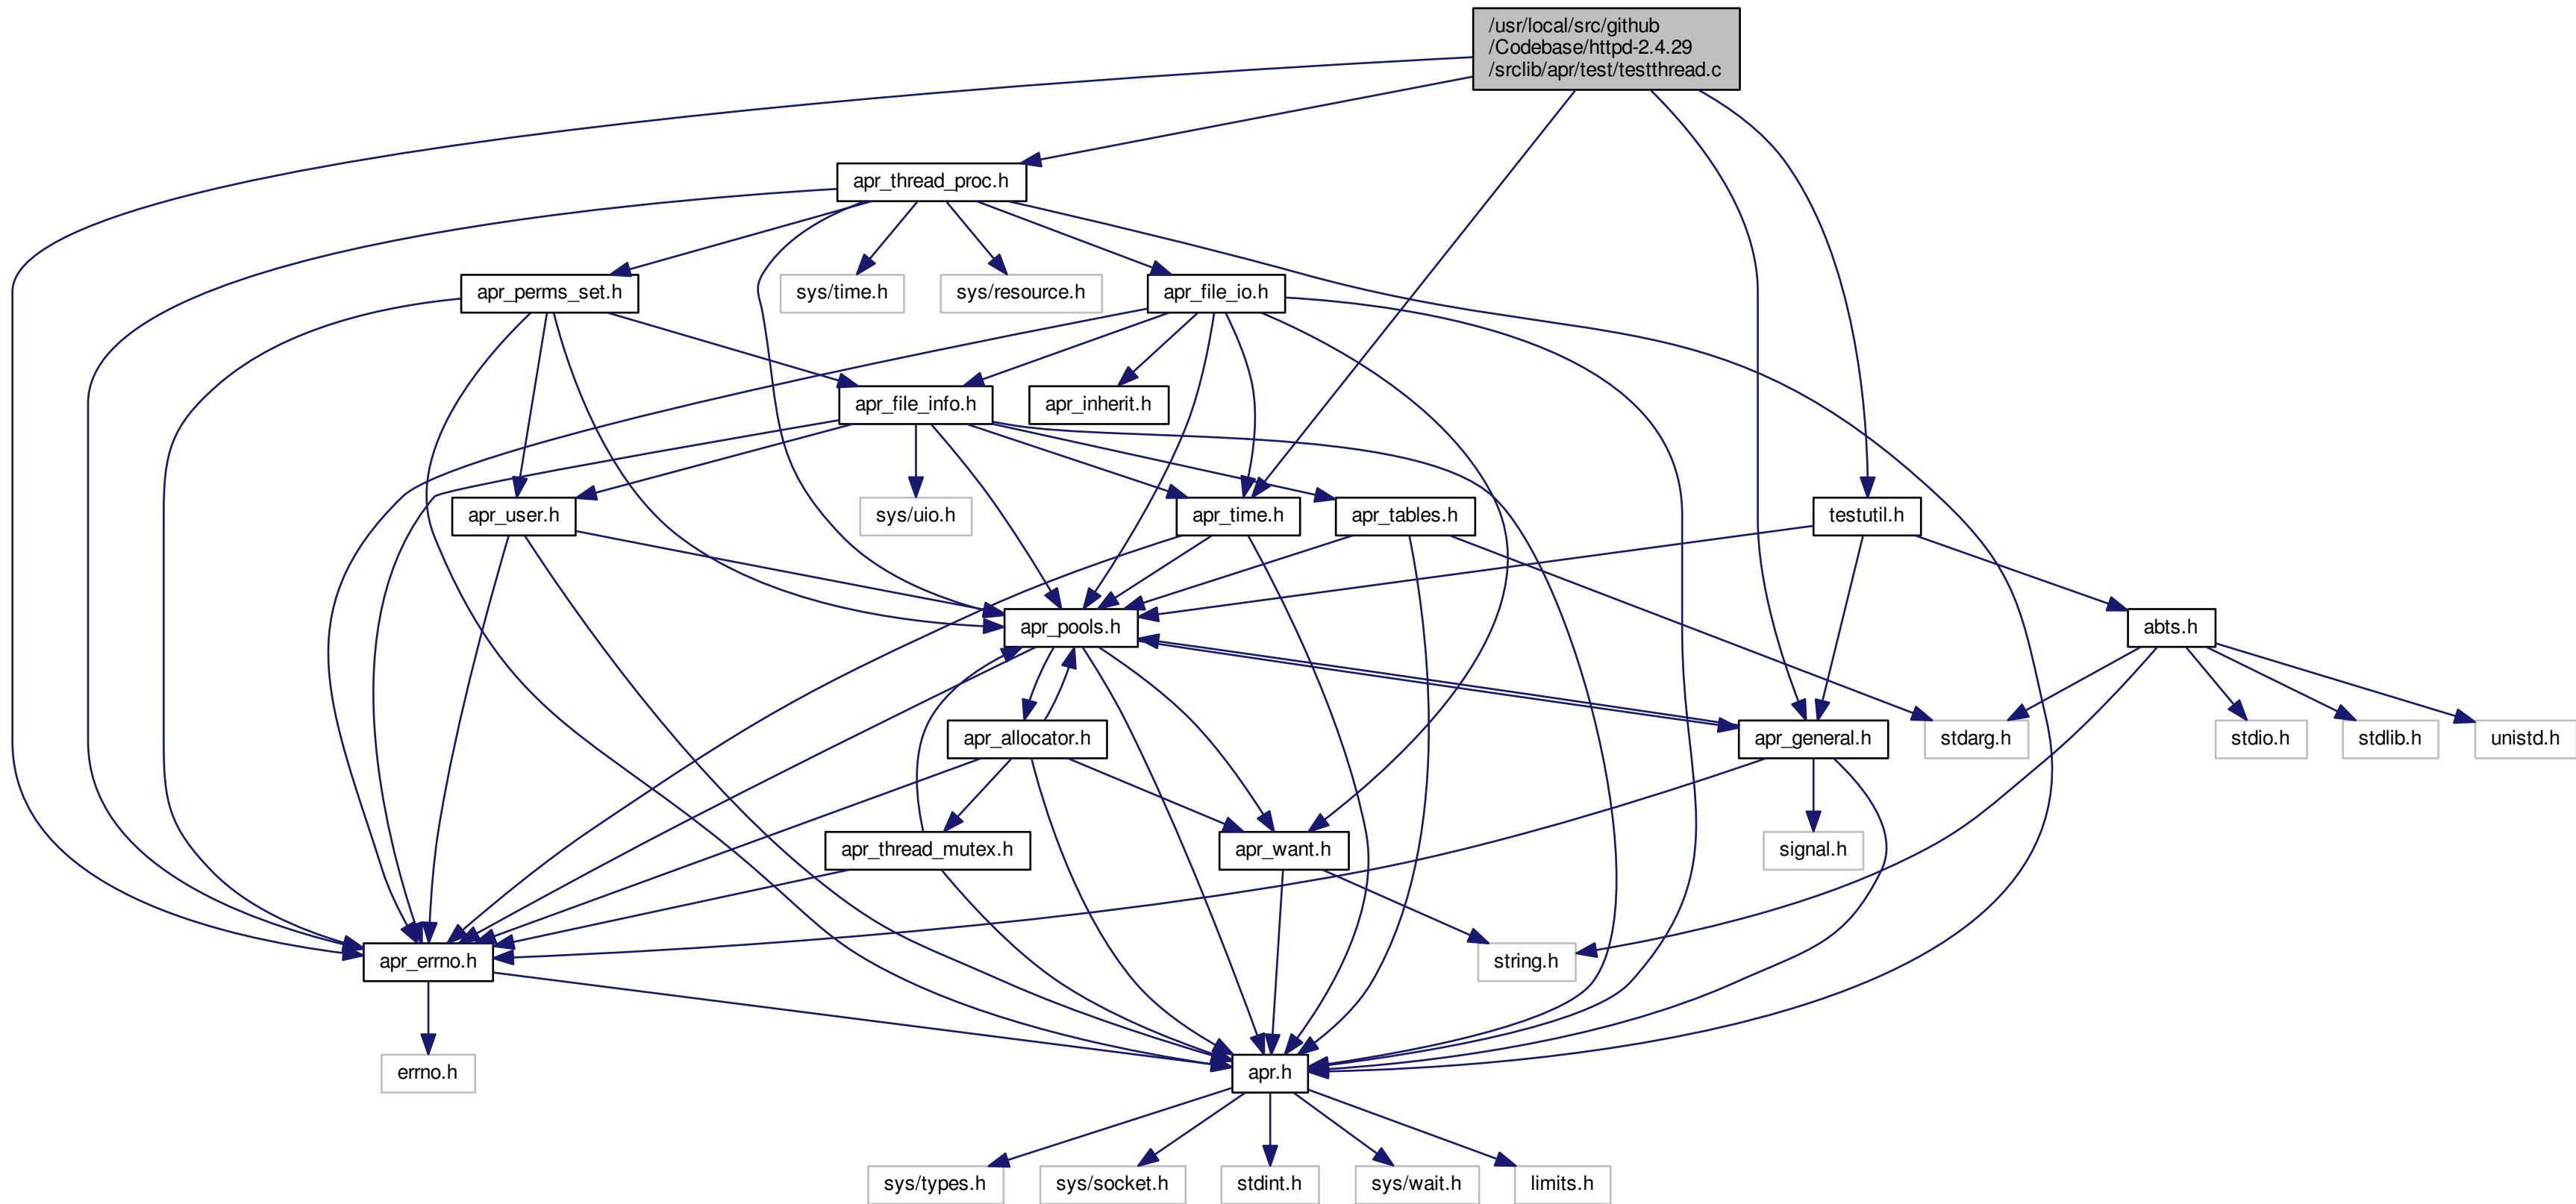 /usr/local/src/github
/Codebase/httpd-2.4.29
/srclib/apr/test/testthread.c
apr_thread_proc.h
apr_perms_set.h
sys/time.h
sys/resource.h
apr_file_io.h
apr_file_info.h
apr_inherit.h
apr_user.h
sys/uio.h
apr_time.h
apr_tables.h
testutil.h
apr_pools.h
abts.h
apr_allocator.h
apr_general.h
stdarg.h
stdio.h
stdlib.h
unistd.h
apr_thread_mutex.h
apr_want.h
signal.h
apr_errno.h
string.h
errno.h
apr.h
sys/types.h
sys/socket.h
stdint.h
sys/wait.h
limits.h